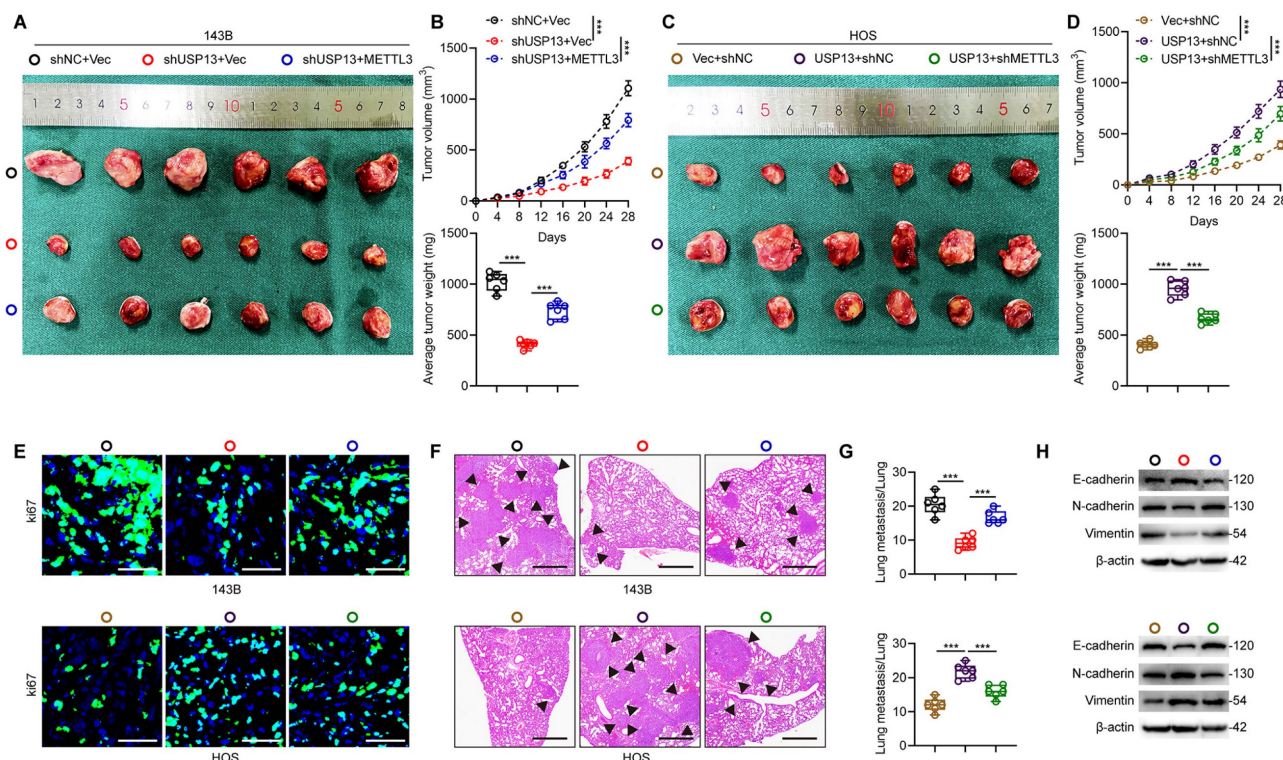 A
143B
shNC+Vec shUSP13+Vec shUSP13+METTL3
1 2 3 4 5 6 7 8 9 10 1 2 3 4 5 6 7 8
B
shNC+Vec
shUSP13+Vec
shUSP13+METTL3
***
***
Tumor volume (mm3)
1500
1000
500
0
0 4 8 12 16 20 24 28
Days
Average tumor weight (mg)
1500
1000
500
0
***
***
C
HOS
Vec+shNC USP13+shNC USP13+shMETTL3
2 3 4 5 6 7 8 9 10 1 2 3 4 5 6 7
D
Vec+shNC
USP13+shNC
USP13+shMETTL3
***
***
Tumor volume (mm3)
1500
1000
500
0
0 4 8 12 16 20 24 28
Days
Average tumor weight (mg)
1500
1000
500
0
*** ***
E
ki67
143B
ki67
HOS
F
143B
HOS
G
Lung metastasis/Lung
30
20
10
0
***
***
Lung metastasis/Lung
30
20
10
0
*** ***
H
E-cadherin -120
N-cadherin -130
Vimentin -54
β-actin -42
E-cadherin -120
N-cadherin -130
Vimentin -54
β-actin -42